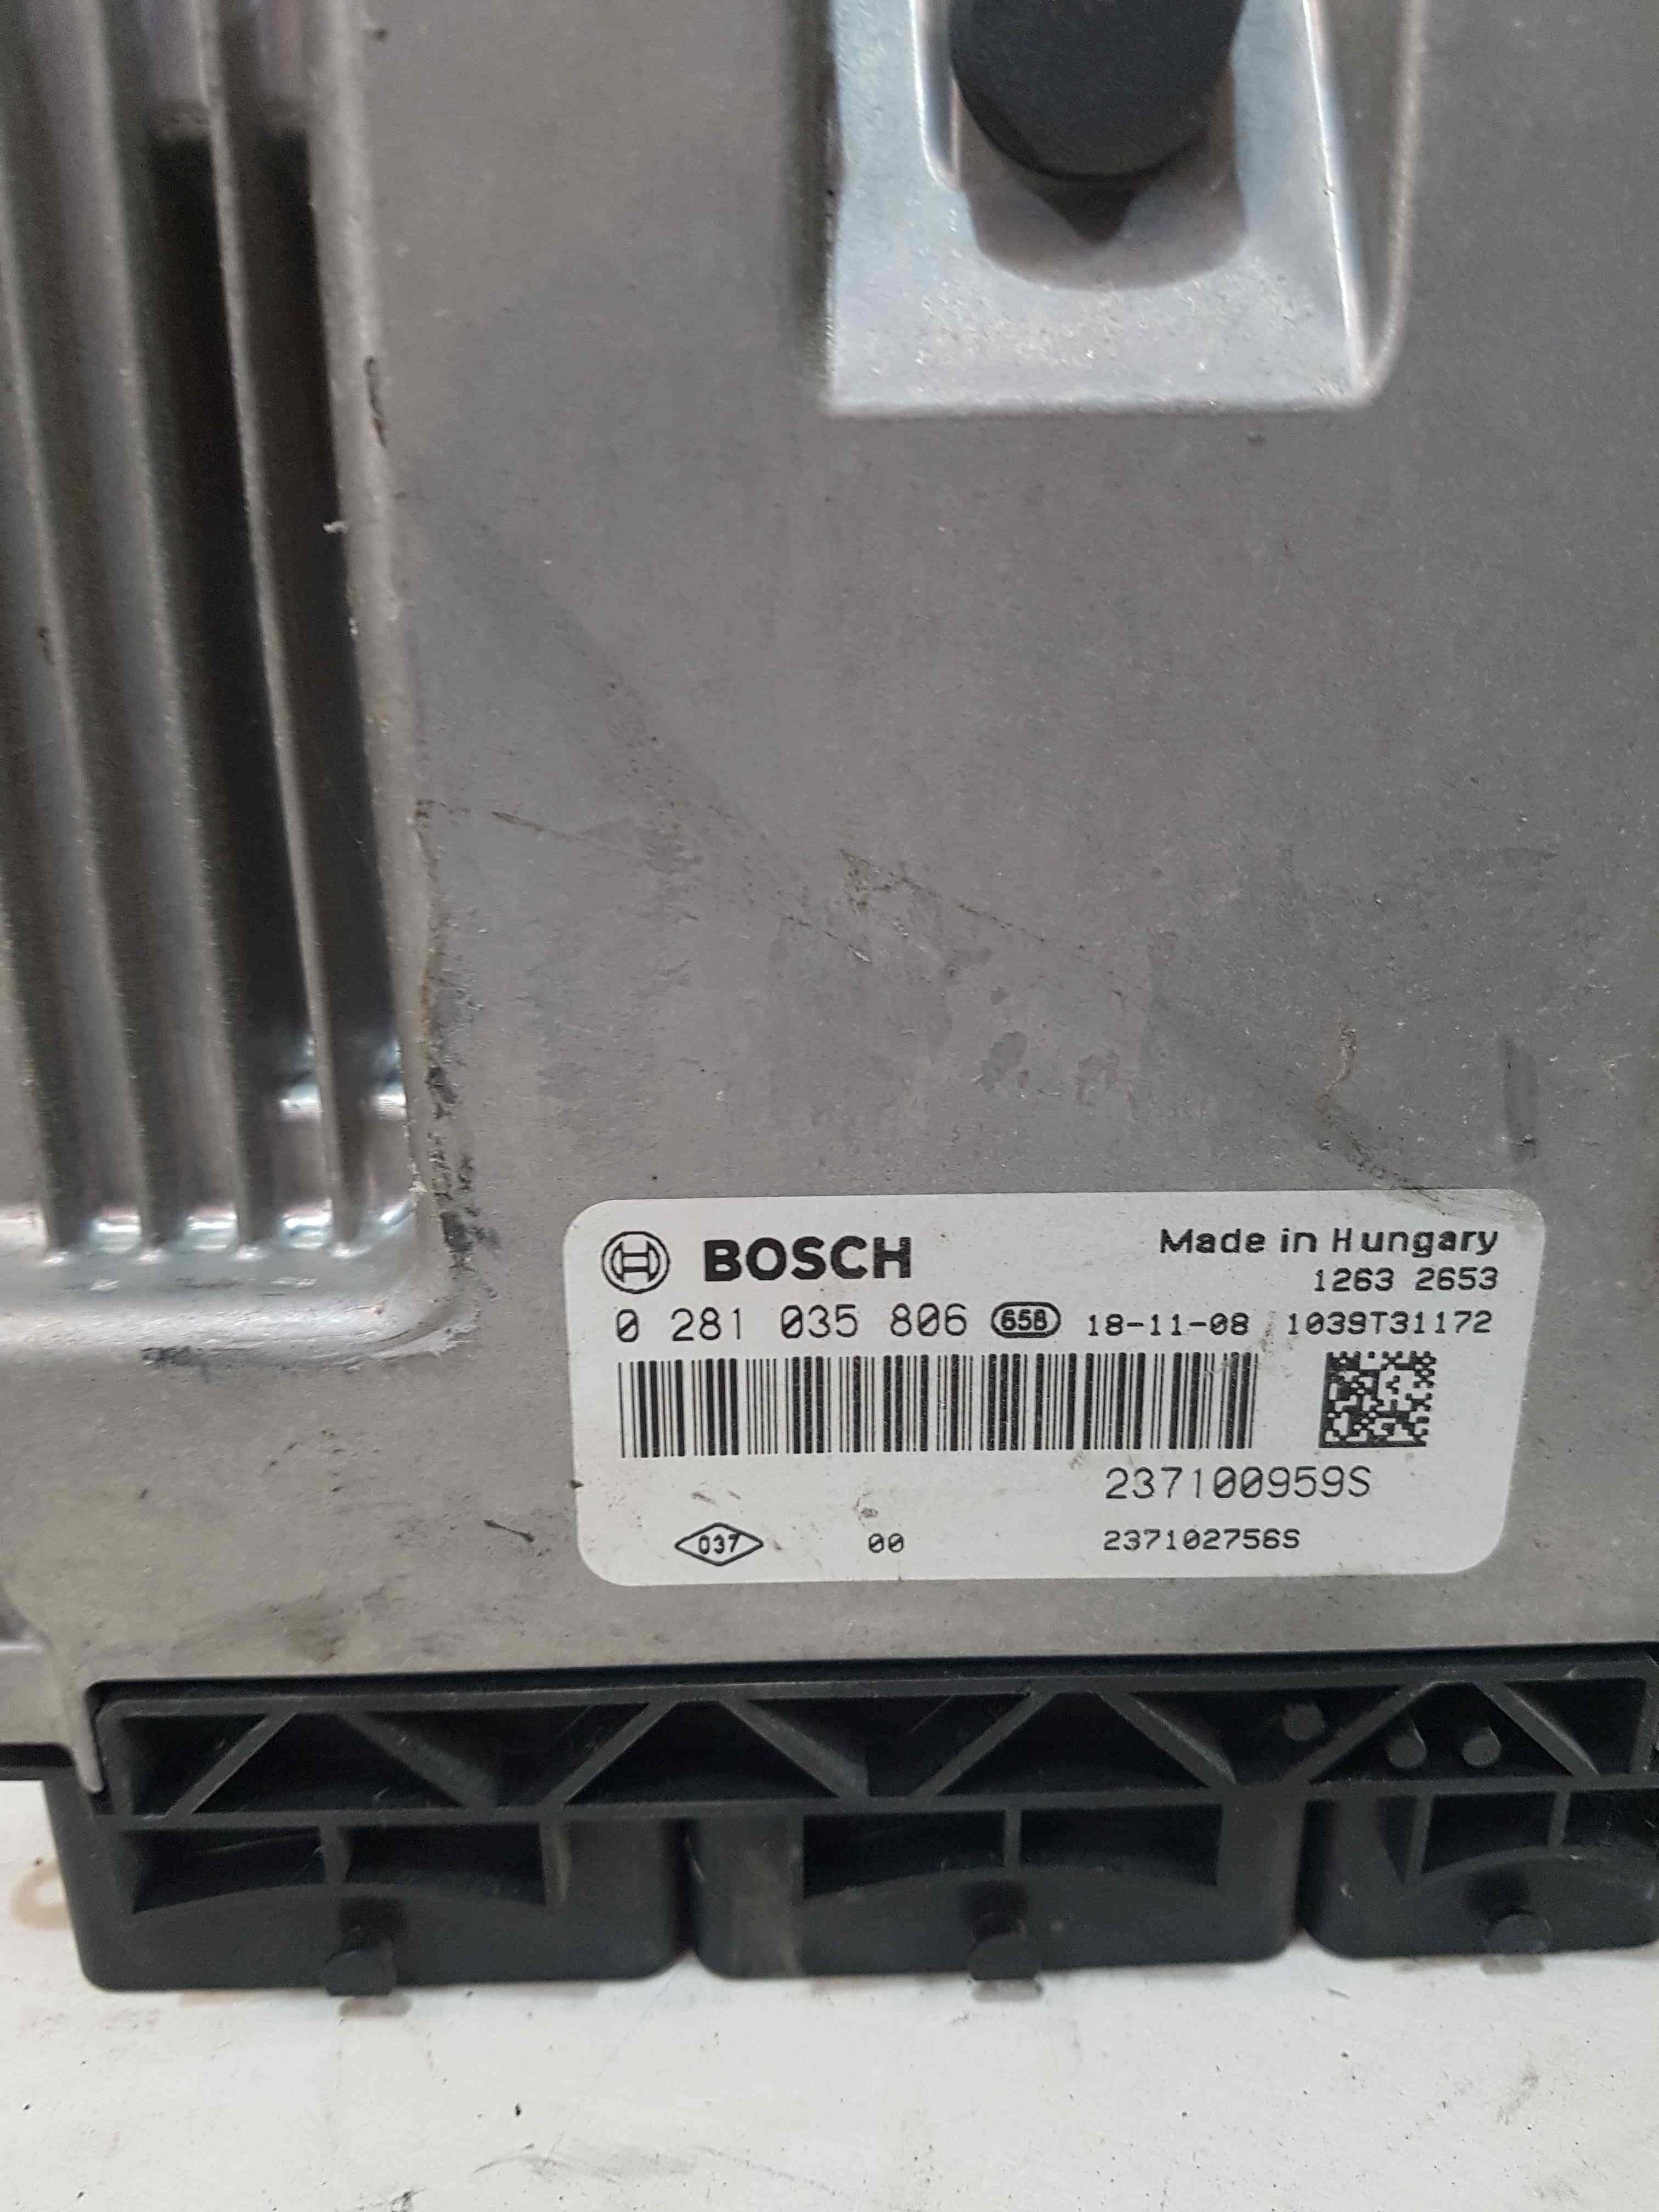 BOSCH
Made in Hungary
1263 2653
0 281 035 806 658 18-11-08 1039T31172
237100959S
037 00 237102756S